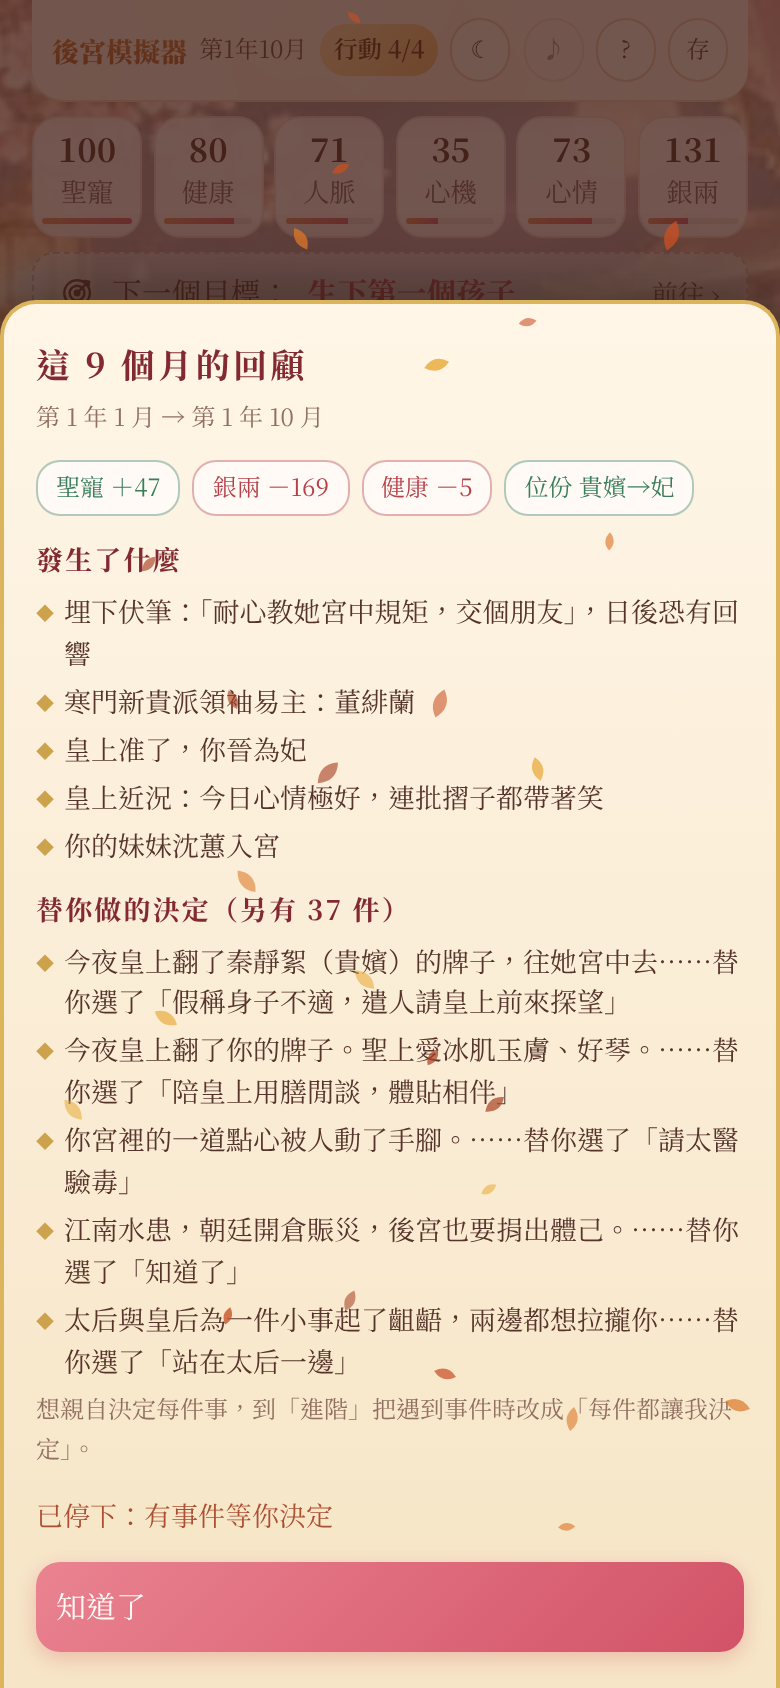 後宮模擬器 第1年10月 行動 4/4 ☾ ♪ ? 存
100 80 71 35 73 131
聖寵 健康 人脈 心機 心情 銀兩
下一個目標： 生下第一個孩子 前往 ›
這 9 個月的回顧
第 1 年 1 月 → 第 1 年 10 月
聖寵 ＋47 銀兩 －169 健康 －5 位份 貴嬪→妃
發生了什麼
◆ 埋下伏筆：「耐心教她宮中規矩，交個朋友」，日後恐有回
響
◆ 寒門新貴派領袖易主：董緋蘭
◆ 皇上准了，你晉為妃
◆ 皇上近況：今日心情極好，連批摺子都帶著笑
◆ 你的妹妹沈蕙入宮
替你做的決定（另有 37 件）
◆ 今夜皇上翻了秦靜絮（貴嬪）的牌子，往她宮中去……替
你選了「假稱身子不適，遣人請皇上前來探望」
◆ 今夜皇上翻了你的牌子。聖上愛冰肌玉膚、好琴。……替
你選了「陪皇上用膳閒談，體貼相伴」
◆ 你宮裡的一道點心被人動了手腳。……替你選了「請太醫
驗毒」
◆ 江南水患，朝廷開倉賑災，後宮也要捐出體己。……替你
選了「知道了」
◆ 太后與皇后為一件小事起了齟齬，兩邊都想拉攏你……替
你選了「站在太后一邊」
想親自決定每件事，到「進階」把遇到事件時改成「每件都讓我決
定」。
已停下：有事件等你決定
知道了